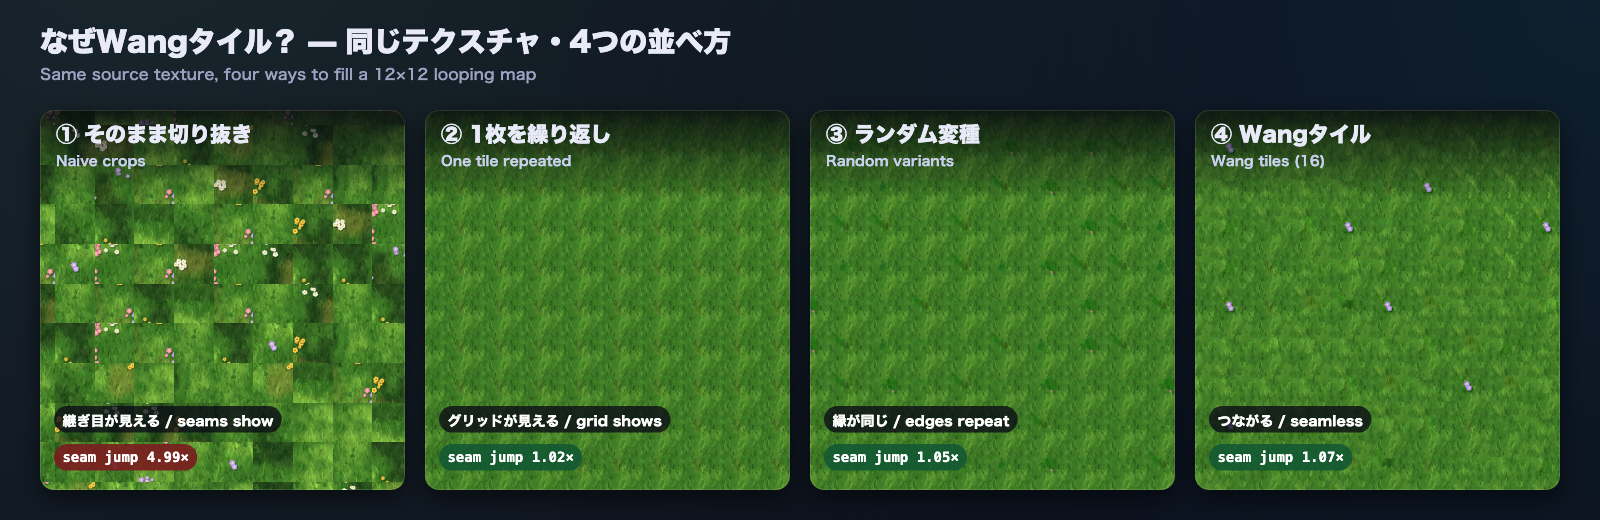 なぜWangタイル？ — 同じテクスチャ・4つの並べ方
Same source texture, four ways to fill a 12×12 looping map
① そのまま切り抜き
Naive crops
継ぎ目が見える / seams show
seam jump 4.99×
② 1枚を繰り返し
One tile repeated
グリッドが見える / grid shows
seam jump 1.02×
③ ランダム変種
Random variants
縁が同じ / edges repeat
seam jump 1.05×
④ Wangタイル
Wang tiles (16)
つながる / seamless
seam jump 1.07×